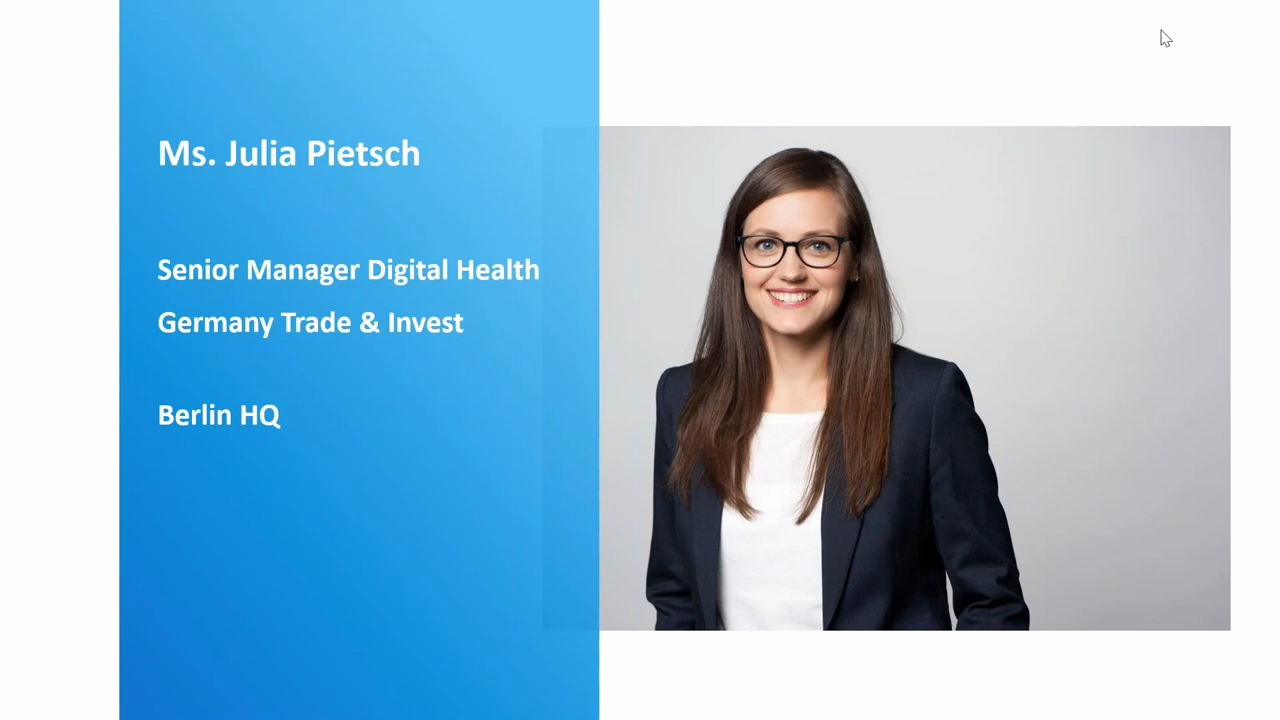 Ms. Julia Pietsch
Senior Manager Digital Health
Germany Trade & Invest
Berlin HQ